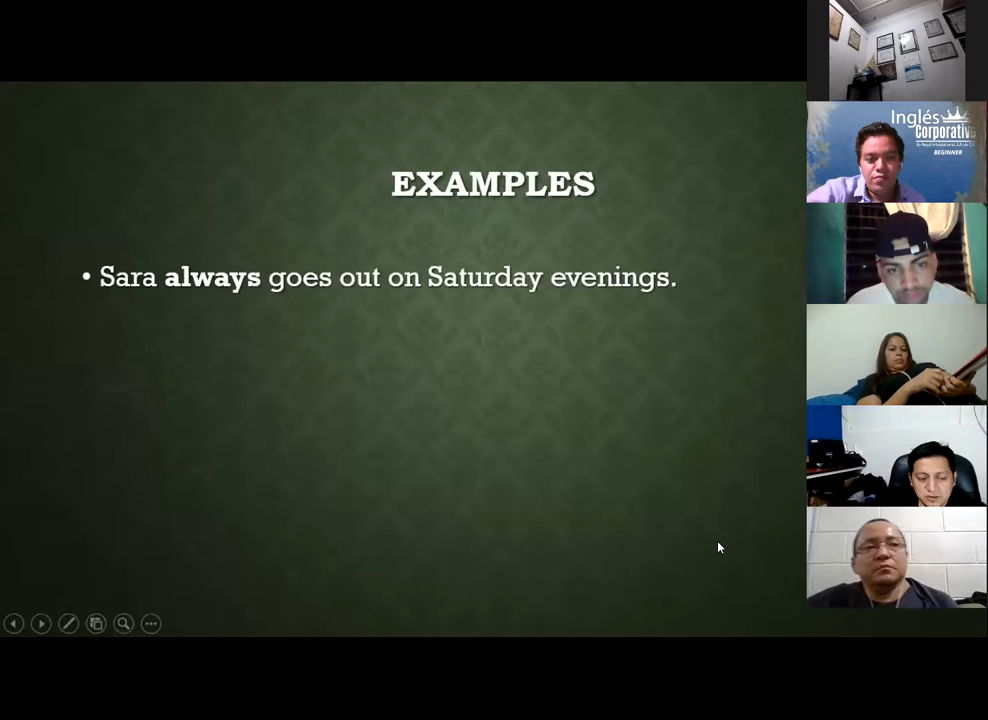 EXAMPLES
• Sara always goes out on Saturday evenings.
Inglés
Corporativo
BEGINNER